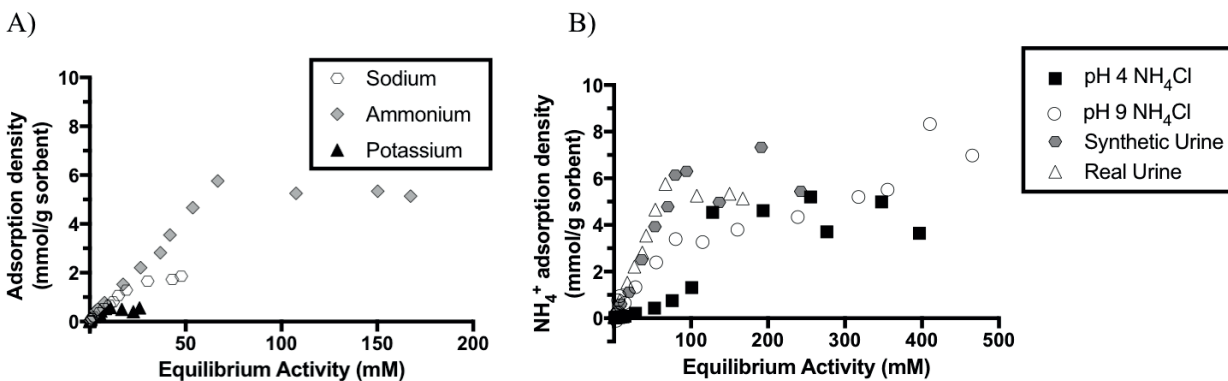 A)
Sodium
Ammonium
Potassium
Adsorption density
(mmol/g sorbent)
10
8
6
4
2
0
50
100
150
200
Equilibrium Activity (mM)
B)
pH 4 NH₄Cl
pH 9 NH₄Cl
Synthetic Urine
Real Urine
NH₄⁺ adsorption density
(mmol/g sorbent)
10
8
6
4
2
0
100
200
300
400
500
Equilibrium Activity (mM)